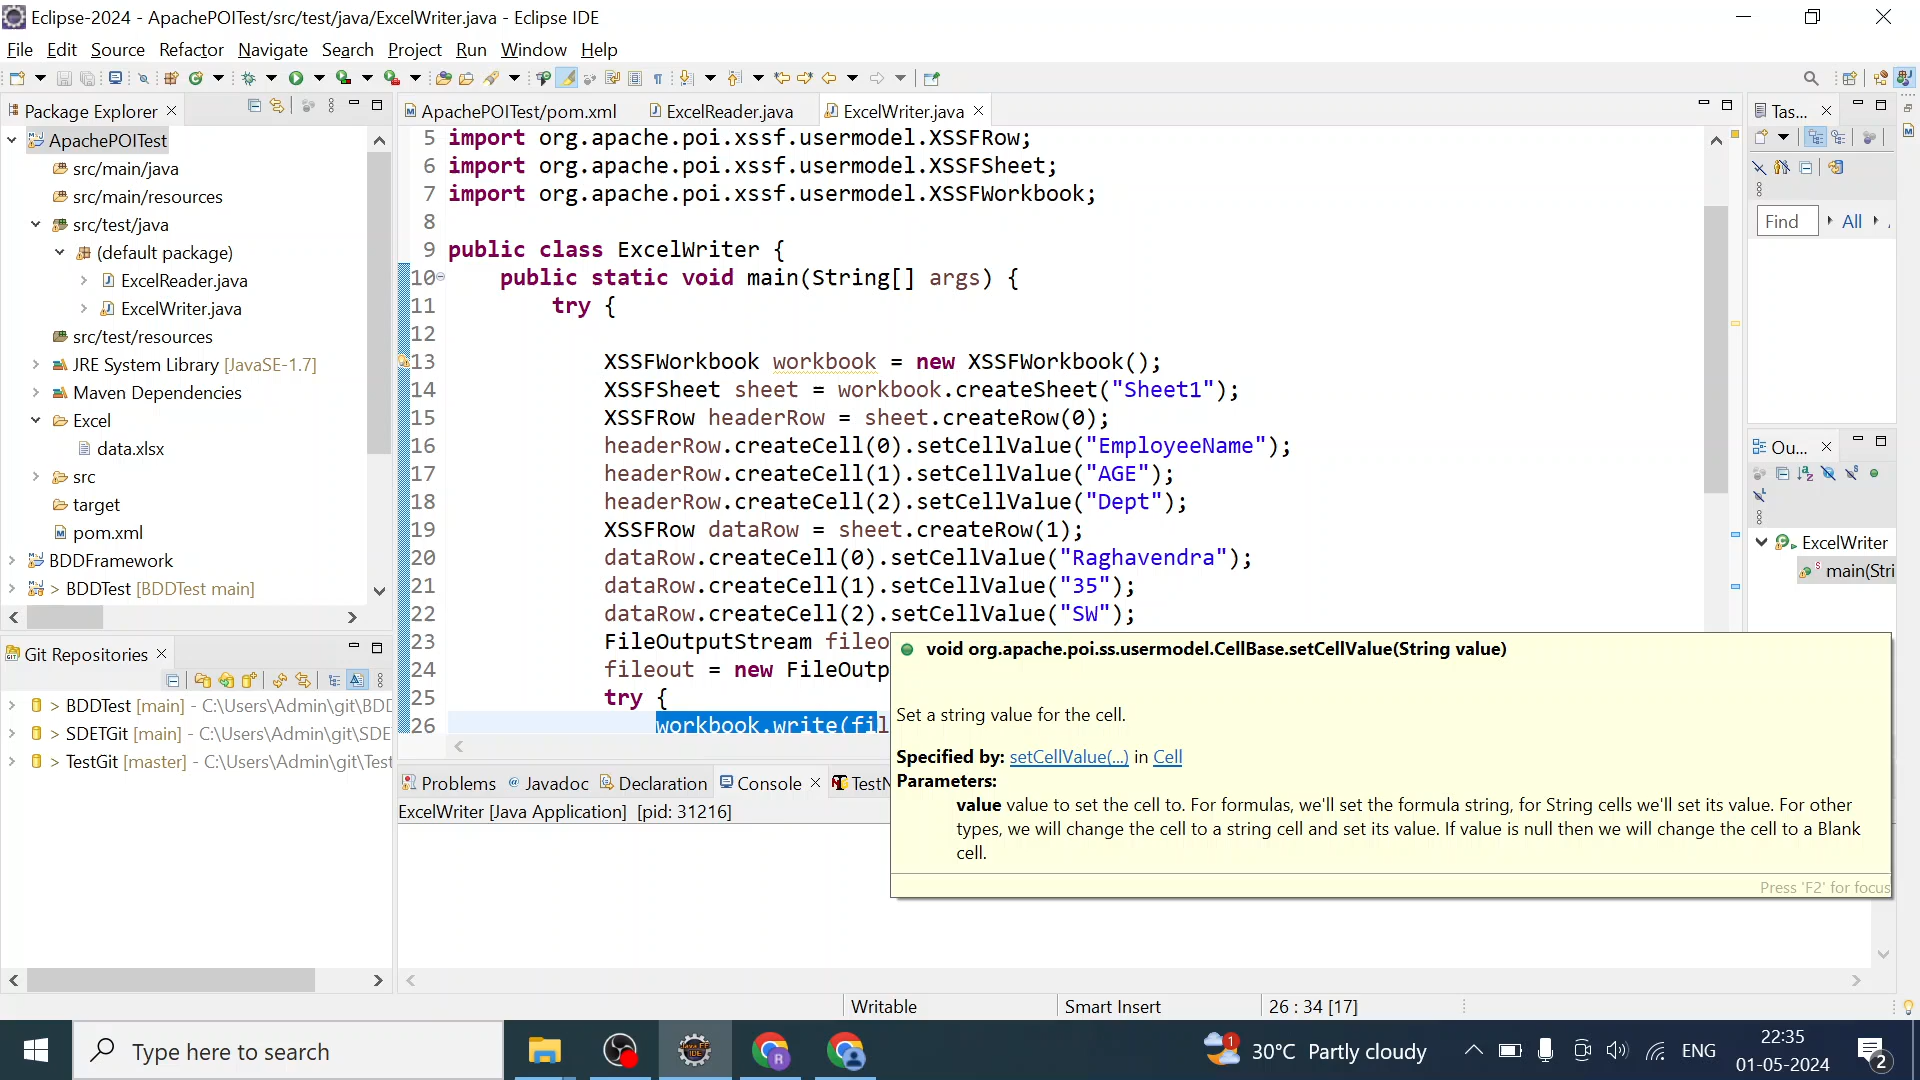 Eclipse-2024 - ApachePOITest/src/test/java/ExcelWriter.java - Eclipse IDE
File Edit Source Refactor Navigate Search Project Run Window Help
Package Explorer
ApachePOITest
src/main/java
src/main/resources
src/test/java
(default package)
ExcelReader.java
ExcelWriter.java
src/test/resources
JRE System Library [JavaSE-1.7]
Maven Dependencies
Excel
data.xlsx
src
target
pom.xml
BDDFramework
> BDDTest [BDDTest main]
Git Repositories
> BDDTest [main] - C:\Users\Admin\git\BDD
> SDETGit [main] - C:\Users\Admin\git\SDE
> TestGit [master] - C:\Users\Admin\git\Test
ApachePOITest/pom.xml ExcelReader.java ExcelWriter.java
5 import org.apache.poi.xssf.usermodel.XSSFRow;
6 import org.apache.poi.xssf.usermodel.XSSFSheet;
7 import org.apache.poi.xssf.usermodel.XSSFWorkbook;
8
9 public class ExcelWriter {
10 public static void main(String[] args) {
11 try {
12
13 XSSFWorkbook workbook = new XSSFWorkbook();
14 XSSFSheet sheet = workbook.createSheet("Sheet1");
15 XSSFRow headerRow = sheet.createRow(0);
16 headerRow.createCell(0).setCellValue("EmployeeName");
17 headerRow.createCell(1).setCellValue("AGE");
18 headerRow.createCell(2).setCellValue("Dept");
19 XSSFRow dataRow = sheet.createRow(1);
20 dataRow.createCell(0).setCellValue("Raghavendra");
21 dataRow.createCell(1).setCellValue("35");
22 dataRow.createCell(2).setCellValue("SW");
23 FileOutputStream fileo
24 fileout = new FileOutp
25 try {
26 workbook.write(fil
void org.apache.poi.ss.usermodel.CellBase.setCellValue(String value)
Set a string value for the cell.
Specified by: setCellValue(...) in Cell
Parameters:
value value to set the cell to. For formulas, we'll set the formula string, for String cells we'll set its value. For other
types, we will change the cell to a string cell and set its value. If value is null then we will change the cell to a Blank
cell.
Press 'F2' for focus
Problems Javadoc Declaration Console TestN
ExcelWriter [Java Application] [pid: 31216]
Tas...
Find All
Ou...
ExcelWriter
main(Stri
Writable Smart Insert 26 : 34 [17]
Type here to search
30°C Partly cloudy
ENG
22:35
01-05-2024
2